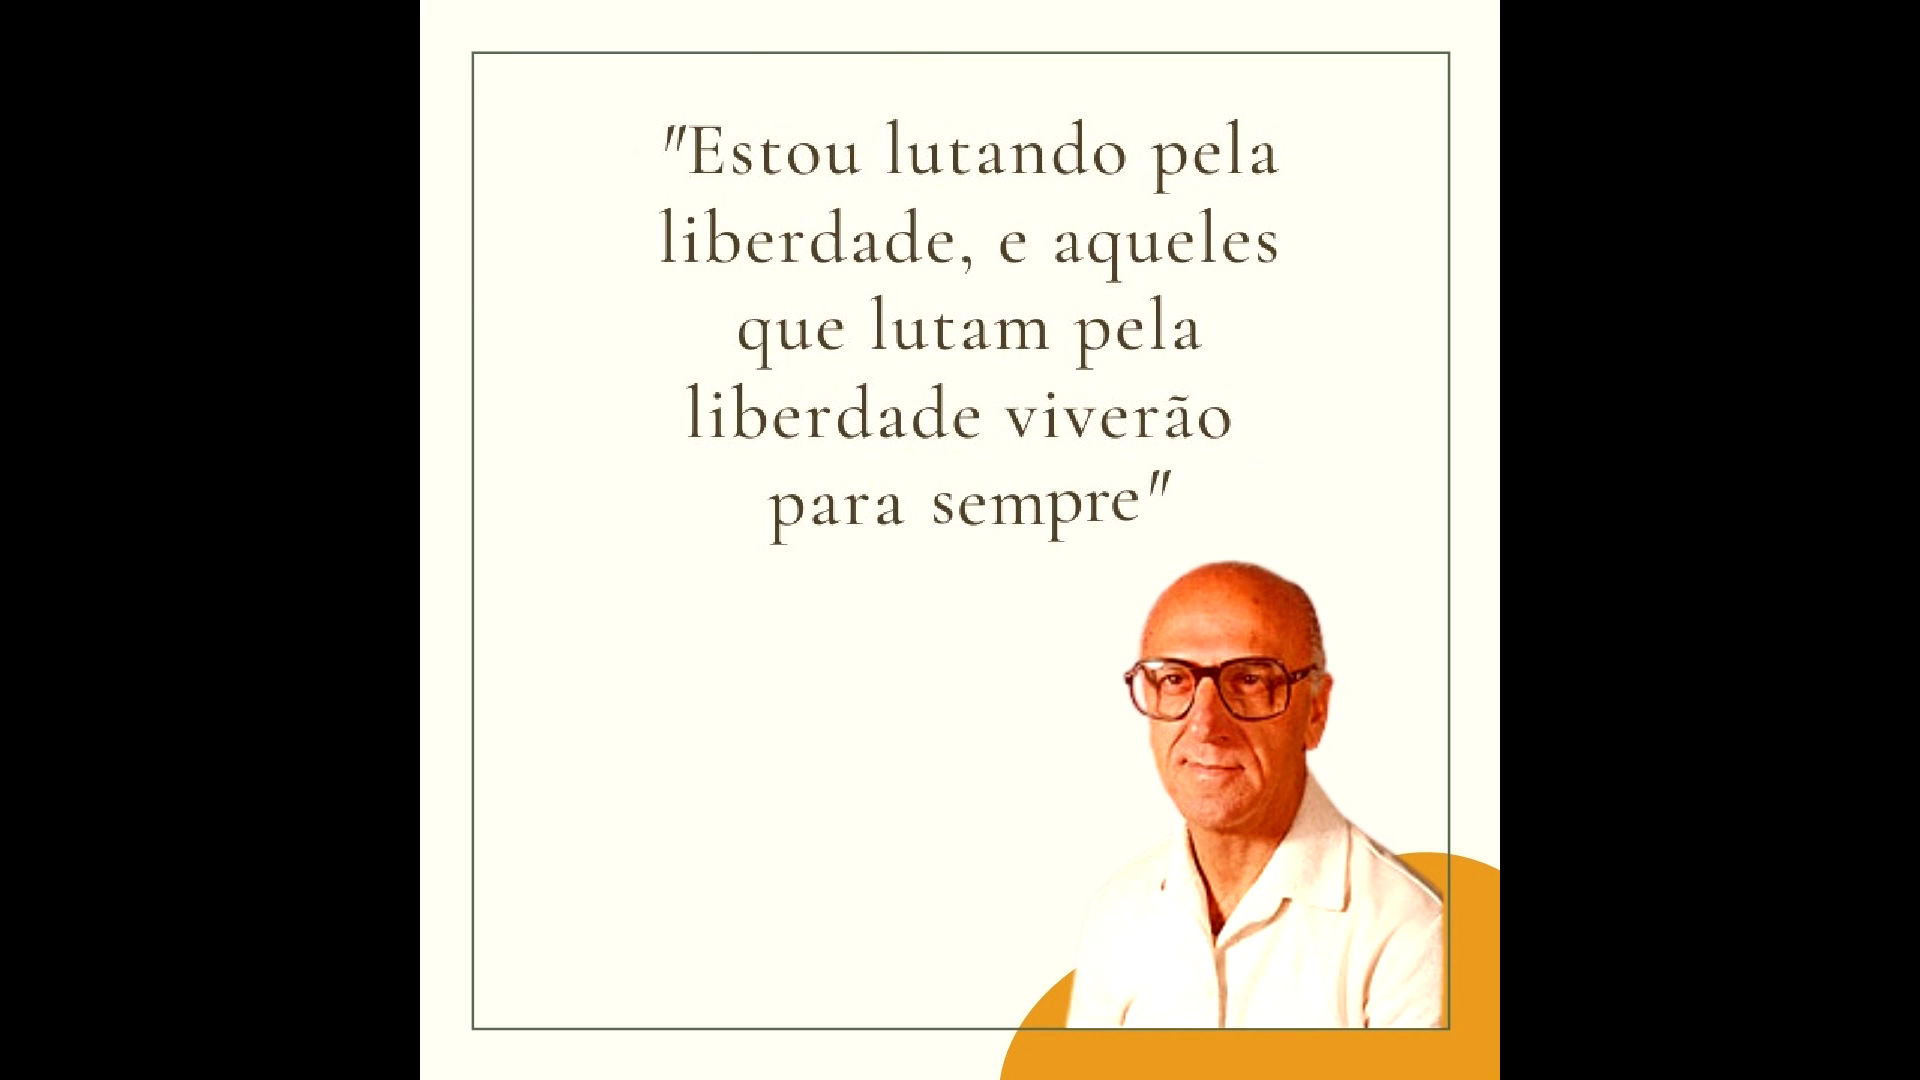 "Estou lutando pela
liberdade, e aqueles
que lutam pela
liberdade viverão
para sempre"